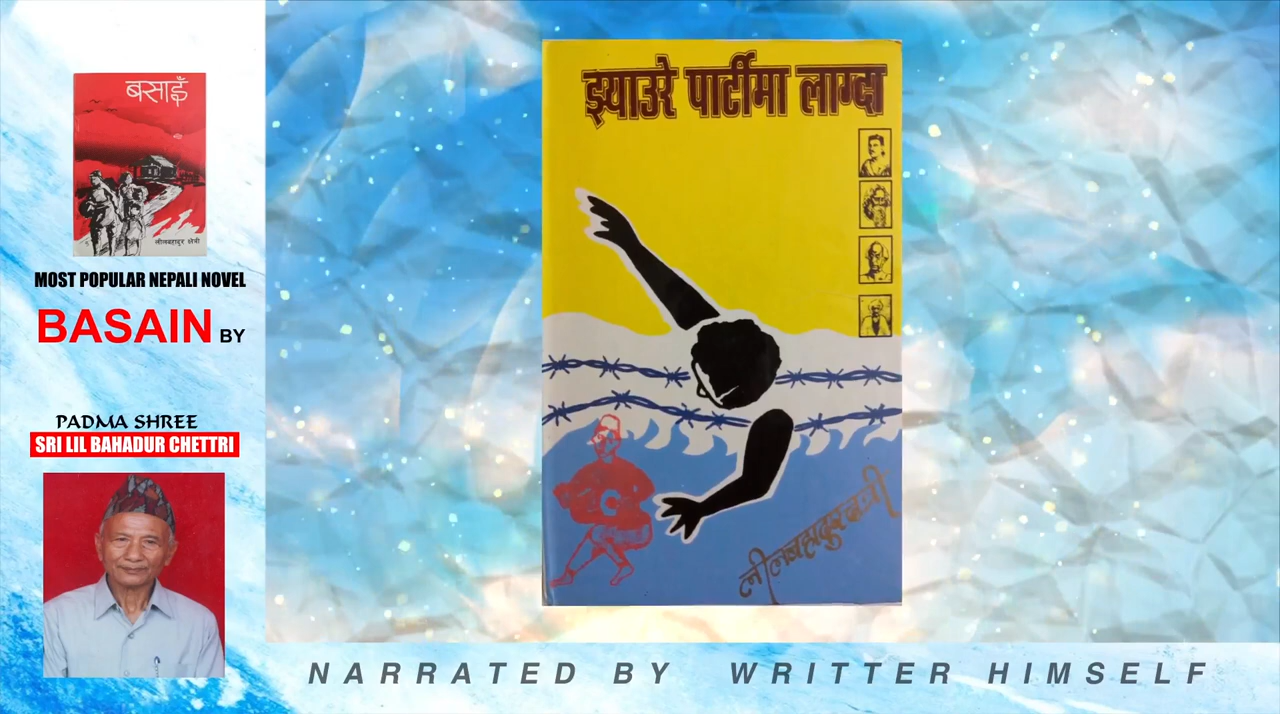 बसाइँ
लीलबहादुर क्षेत्री
MOST POPULAR NEPALI NOVEL
BASAIN BY
PADMA SHREE
SRI LIL BAHADUR CHETTRI
झ्याउरे पार्टीमा लाग्दा
लीलबहादुर क्षत्री
NARRATED BY WRITTER HIMSELF